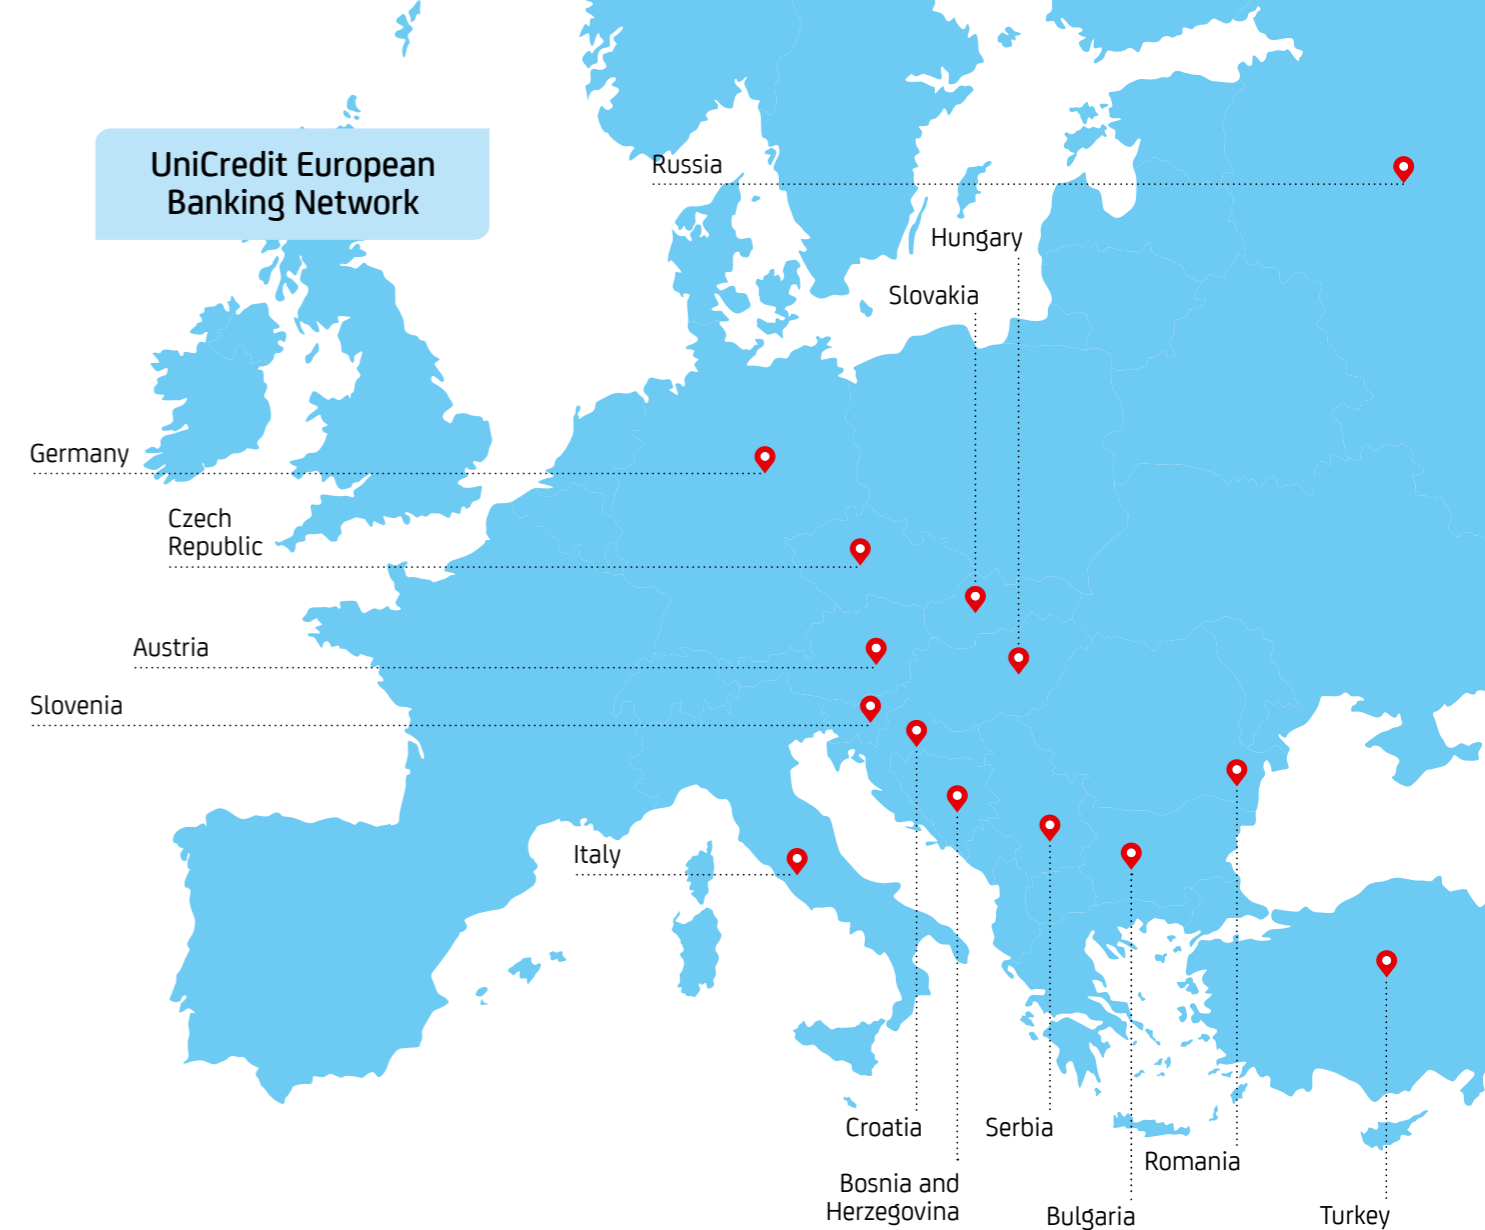 UniCredit European
Banking Network
Russia
Hungary
Slovakia
Germany
Czech
Republic
Austria
Slovenia
Italy
Croatia
Serbia
Romania
Bosnia and
Herzegovina
Bulgaria
Turkey